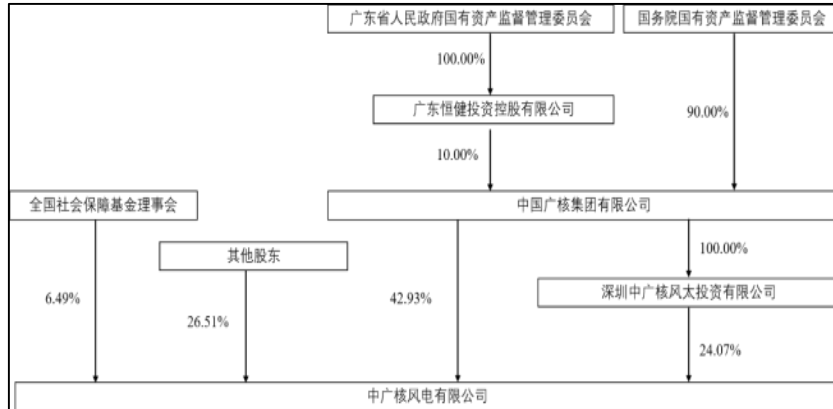 广东省人民政府国有资产监督管理委员会
国务院国有资产监督管理委员会
100.00%
广东恒健投资控股有限公司
90.00%
10.00%
全国社会保障基金理事会
中国广核集团有限公司
其他股东
100.00%
6.49%
42.93%
深圳中广核风太投资有限公司
26.51%
24.07%
中广核风电有限公司